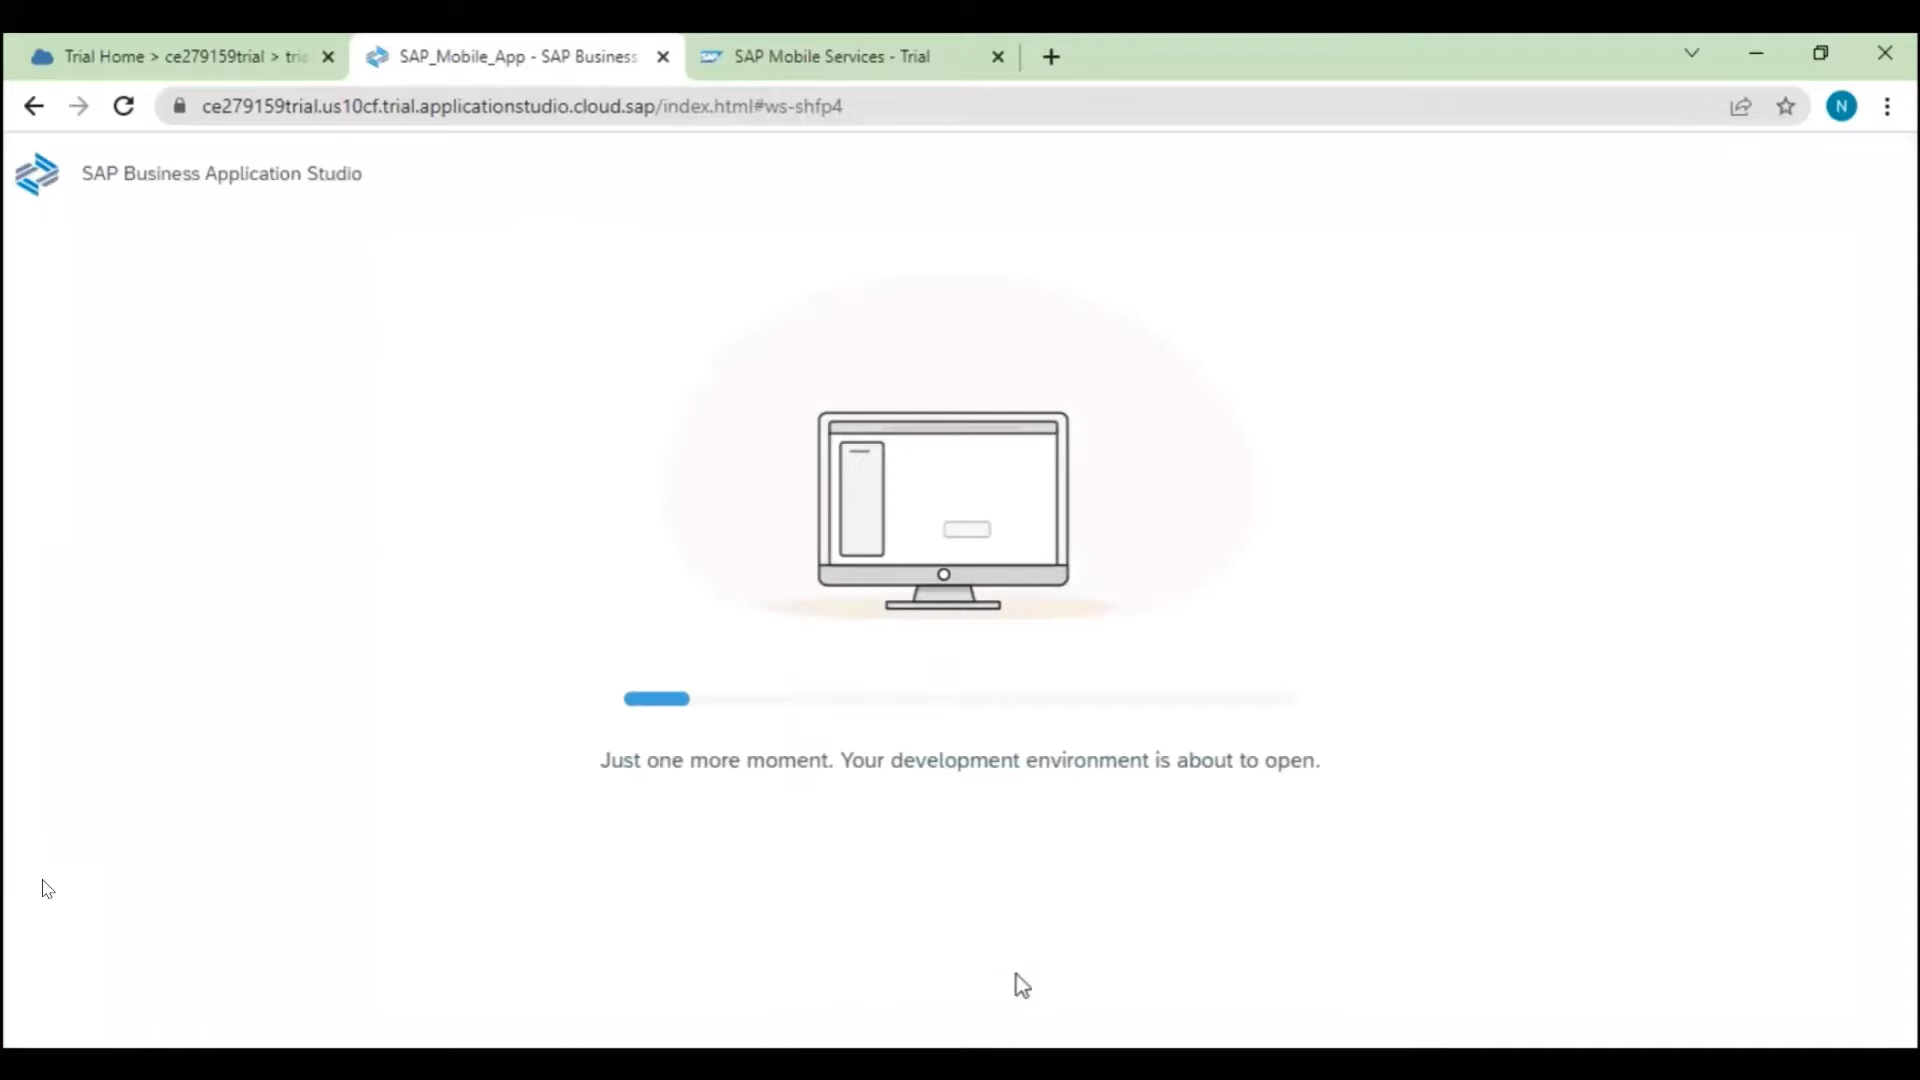 Trial Home > ce279159trial > tria
SAP_Mobile_App - SAP Business
SAP Mobile Services - Trial
ce279159trial.us10cf.trial.applicationstudio.cloud.sap/index.html#ws-shfp4
N
SAP Business Application Studio
Just one more moment. Your development environment is about to open.